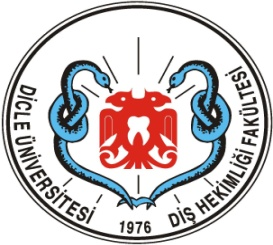 DİCLE ÜNİVERSİTESİ
DİŞ HEKİMLİĞİ FAKÜLTESİ
1976